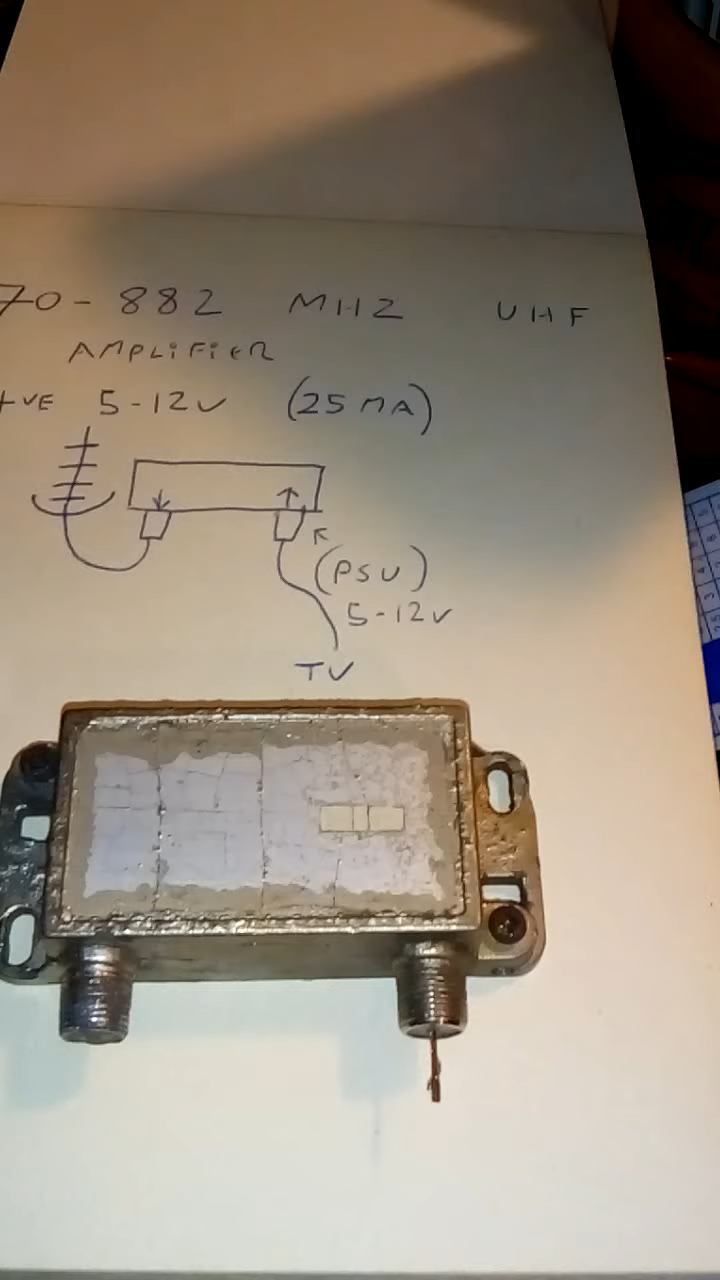 70-882 MHZ UHF
AMPLIFIER
+VE 5-12V (25 MA)
(PSU)
5-12V
TV